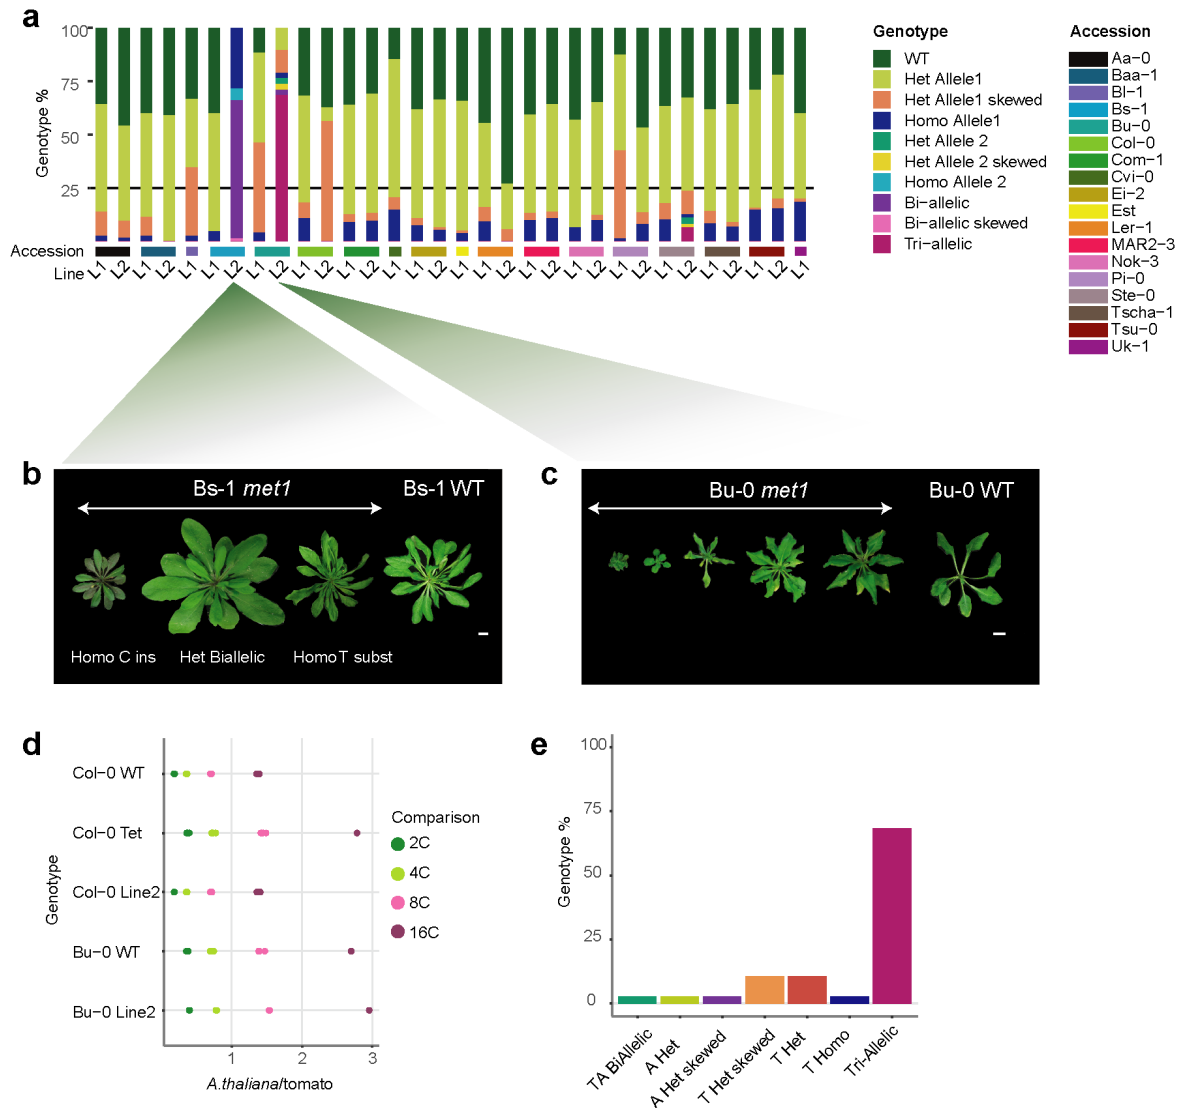 a
100
75
50
25
Genotype %
Accession
Line
L1 L2 L1 L2 L1 L1 L2 L1 L2 L1 L2 L1 L2 L1 L1 L2 L1 L1 L2 L1 L2 L1 L2 L1 L2 L1 L2 L1 L2 L1 L2 L1
Genotype
WT
Het Allele1
Het Allele1 skewed
Homo Allele1
Het Allele 2
Het Allele 2 skewed
Homo Allele 2
Bi-allelic
Bi-allelic skewed
Tri-allelic
Accession
Aa−0
Baa−1
Bl−1
Bs−1
Bu−0
Col−0
Com−1
Cvi−0
Ei−2
Est
Ler−1
MAR2−3
Nok−3
Pi−0
Ste−0
Tscha−1
Tsu−0
Uk−1
b
Bs-1 met1
Bs-1 WT
Homo C ins
Het Biallelic
HomoT subst
c
Bu-0 met1
Bu-0 WT
d
Genotype
Col−0 WT
Col−0 Tet
Col−0 Line2
Bu−0 WT
Bu−0 Line2
1 2 3
A.thaliana/tomato
Comparison
2C
4C
8C
16C
e
Genotype %
100
75
50
25
0
TA BiAllelic
A Het
A Het skewed
T Het skewed
T Het
T Homo
Tri-Allelic